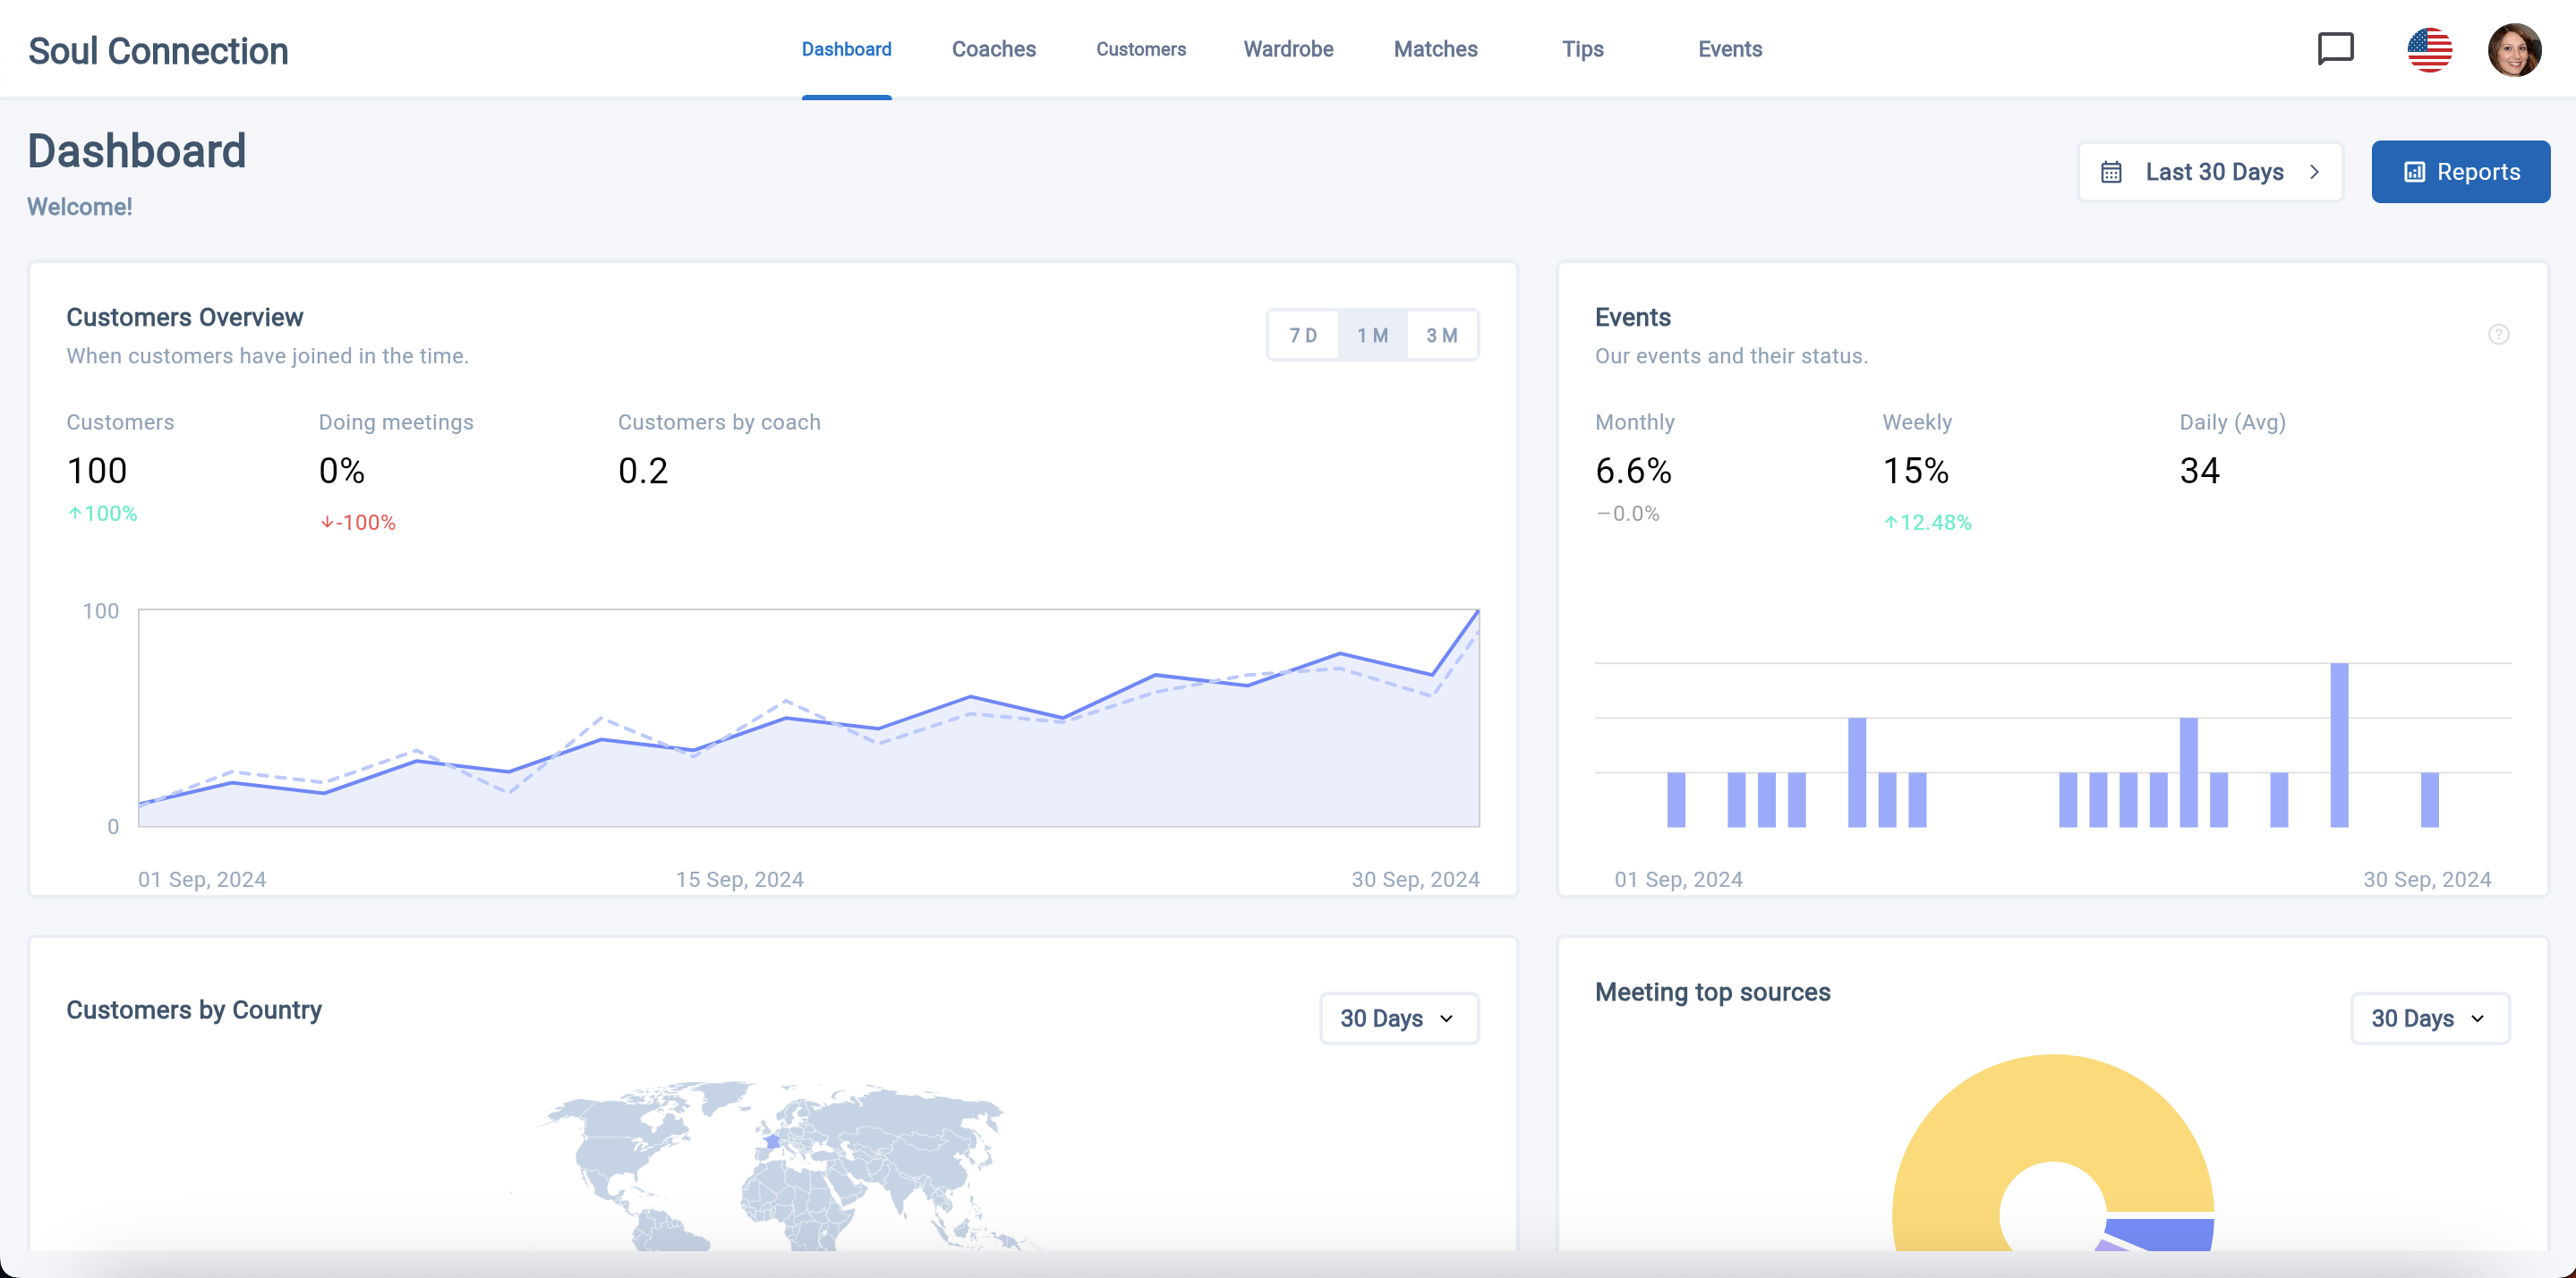 Soul Connection
Dashboard
Coaches
Customers
Wardrobe
Matches
Tips
Events
Dashboard
Welcome!
Last 30 Days
Reports
Customers Overview
When customers have joined in the time.
7 D
1 M
3 M
Customers
Doing meetings
Customers by coach
100
0%
0.2
↑100%
↓-100%
100
0
01 Sep, 2024
15 Sep, 2024
30 Sep, 2024
Events
Our events and their status.
?
Monthly
Weekly
Daily (Avg)
6.6%
15%
34
—0.0%
↑12.48%
01 Sep, 2024
30 Sep, 2024
Customers by Country
30 Days
Meeting top sources
30 Days